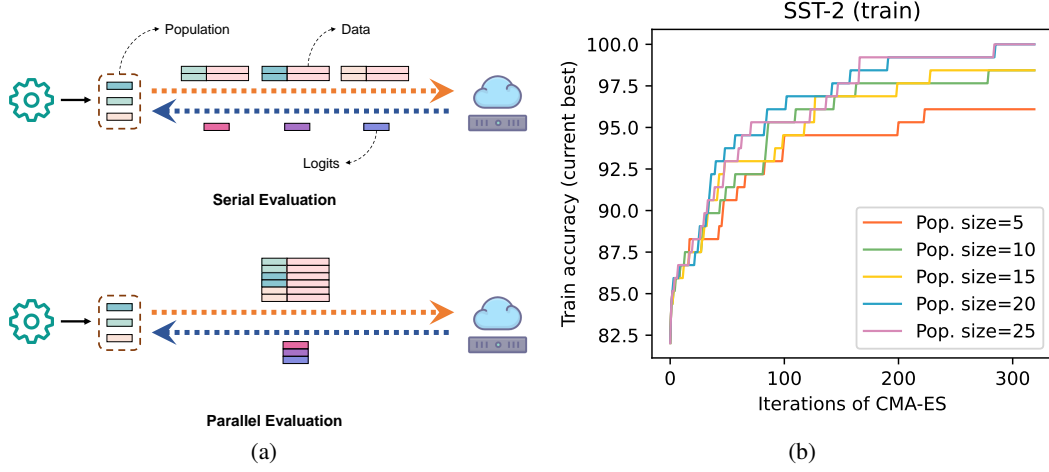 Population
Data
Logits
Serial Evaluation
Parallel Evaluation
(a)
SST-2 (train)
Train accuracy (current best)
100.0
97.5
95.0
92.5
90.0
87.5
85.0
82.5
Pop. size=5
Pop. size=10
Pop. size=15
Pop. size=20
Pop. size=25
0 100 200 300
Iterations of CMA-ES
(b)